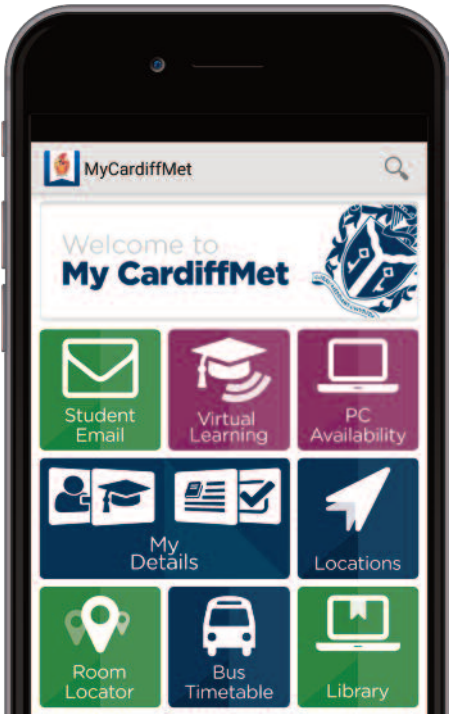 MyCardiffMet
Welcome to
My CardiffMet
Student
Email
Virtual
Learning
PC
Availability
My
Details
Locations
Room
Locator
Bus
Timetable
Library